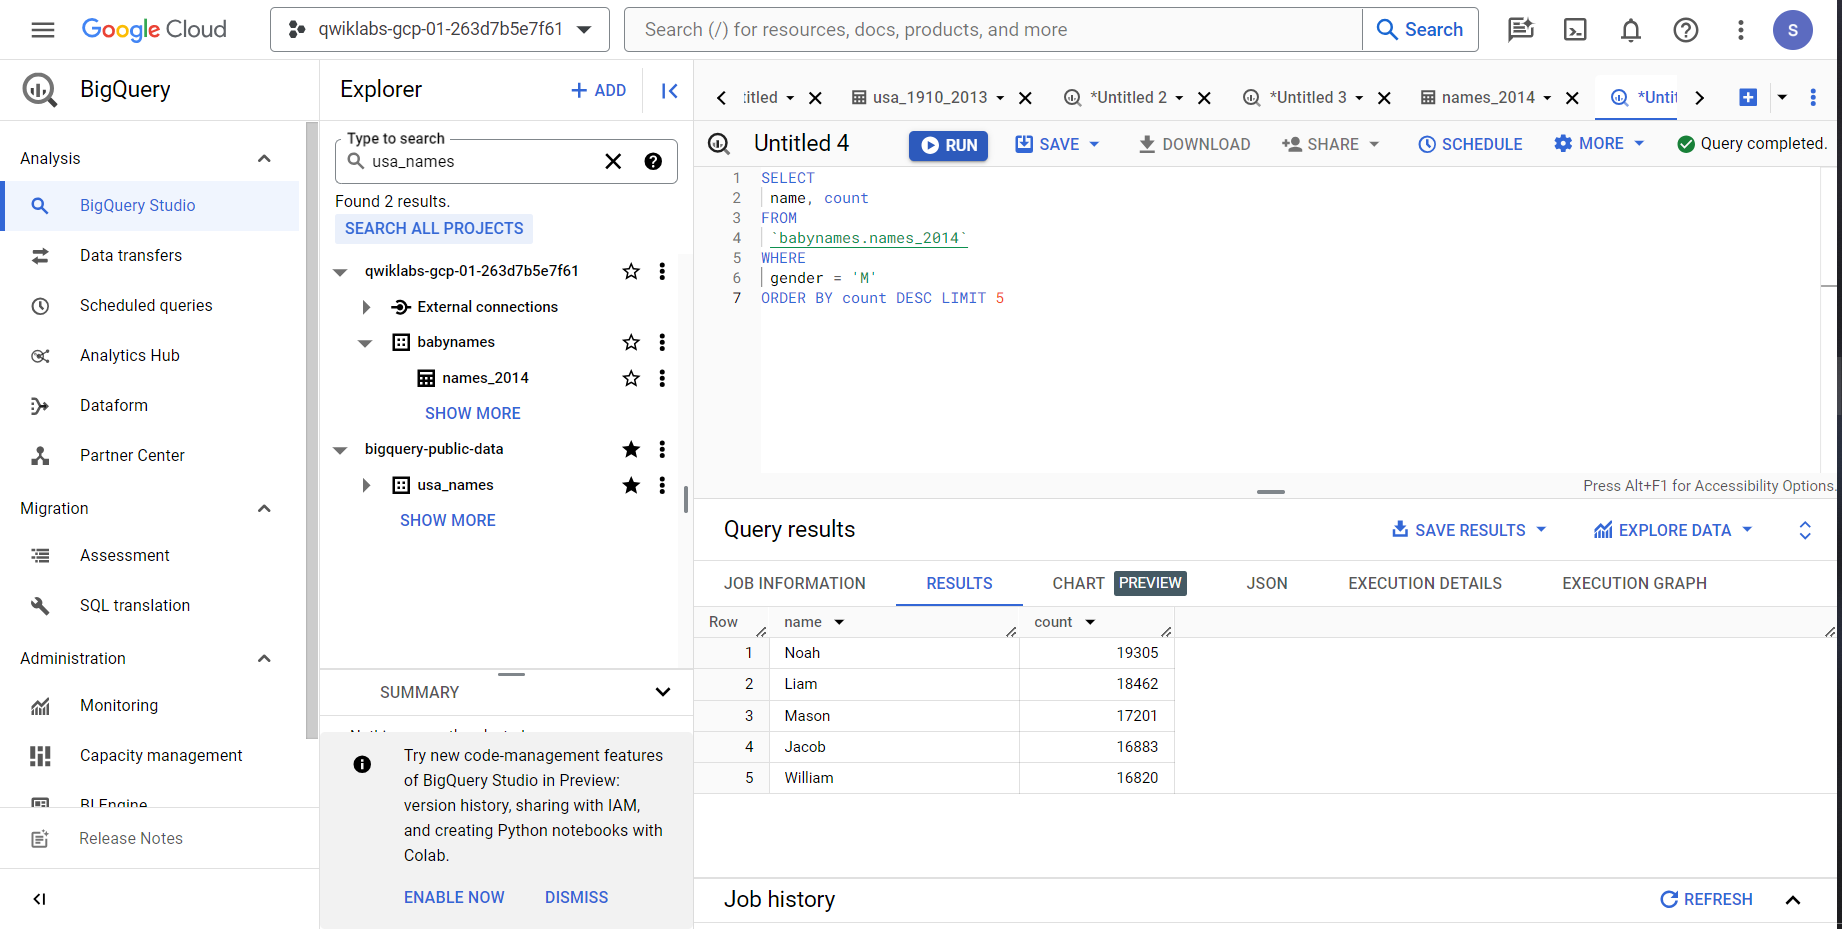 Google Cloud
qwiklabs-gcp-01-263d7b5e7f61
Search (/) for resources, docs, products, and more
Search
S
BigQuery
Analysis
BigQuery Studio
Data transfers
Scheduled queries
Analytics Hub
Dataform
Partner Center
Migration
Assessment
SQL translation
Administration
Monitoring
Capacity management
BI Engine
Release Notes
Explorer
ADD
Type to search
usa_names
Found 2 results.
SEARCH ALL PROJECTS
qwiklabs-gcp-01-263d7b5e7f61
External connections
babynames
names_2014
SHOW MORE
bigquery-public-data
usa_names
SHOW MORE
SUMMARY
Try new code-management features
of BigQuery Studio in Preview:
version history, sharing with IAM,
and creating Python notebooks with
Colab.
ENABLE NOW DISMISS
titled usa_1910_2013 *Untitled 2 *Untitled 3 names_2014 *Untit
Untitled 4 RUN SAVE DOWNLOAD SHARE SCHEDULE MORE Query completed.
1 SELECT
2 name, count
3 FROM
4 `babynames.names_2014`
5 WHERE
6 gender = 'M'
7 ORDER BY count DESC LIMIT 5
Press Alt+F1 for Accessibility Options.
Query results SAVE RESULTS EXPLORE DATA
JOB INFORMATION RESULTS CHART PREVIEW JSON EXECUTION DETAILS EXECUTION GRAPH
Row name count
1 Noah 19305
2 Liam 18462
3 Mason 17201
4 Jacob 16883
5 William 16820
Job history REFRESH